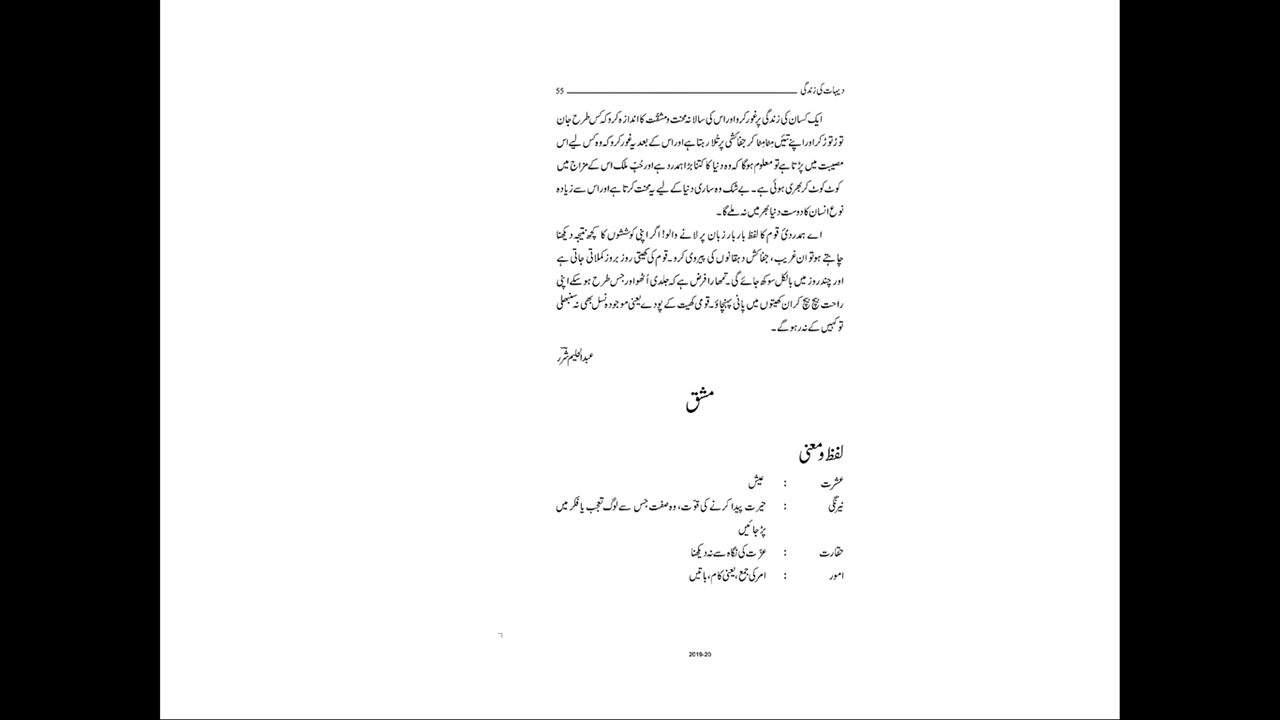 دیہات کی زندگی 55
ایک کسان کی زندگی پر غور کرو اور اس کی سالانہ محنت و مشقت کا اندازہ کرو کہ کس طرح جان
توڑ توڑ کر اور اپنے تئیں مِٹا مِٹا کر جفاکشی پر تُلا رہتا ہے اور اس کے بعد یہ غور کرو کہ وہ کس لیے اس
مصیبت میں پڑتا ہے تو معلوم ہوگا کہ وہ دنیا کا کتنا بڑا ہمدرد ہے اور حُبِّ ملک اس کے مزاج میں
کوٹ کوٹ کر بھری ہوئی ہے۔ بے شک وہ ساری دنیا کے لیے یہ محنت کرتا ہے اور اس سے زیادہ
نوعِ انسان کا دوست دنیا بھر میں نہ ملے گا۔
اے ہمدردیٔ قوم کا لفظ بار بار زبان پر لانے والو! اگر اپنی کوششوں کا کچھ نتیجہ دیکھنا
چاہتے ہو تو ان غریب، جفاکش دہقانوں کی پیروی کرو۔ قوم کی کھیتی روز بروز کملاتی جاتی ہے
اور چند روز میں بالکل سوکھ جائے گی۔ تمھارا فرض ہے کہ جلدی اُٹھو اور جس طرح ہو سکے اپنی
راحت بیچ بیچ کر ان کھیتوں میں پانی پہنچاؤ۔ قومی کھیت کے پودے یعنی موجودہ نسل بھی نہ سنبھلی
تو کہیں کے نہ رہو گے۔
عبدالحلیم شررؔ
مشق
لفظ و معنی
عشرت : عیش
نیرنگی : حیرت پیدا کرنے کی قوّت، وہ صفت جس سے لوگ تعجب یا فکر میں
پڑ جائیں
حقارت : عزّت کی نگاہ سے نہ دیکھنا
امور : امر کی جمع، یعنی کام، باتیں
2019-20